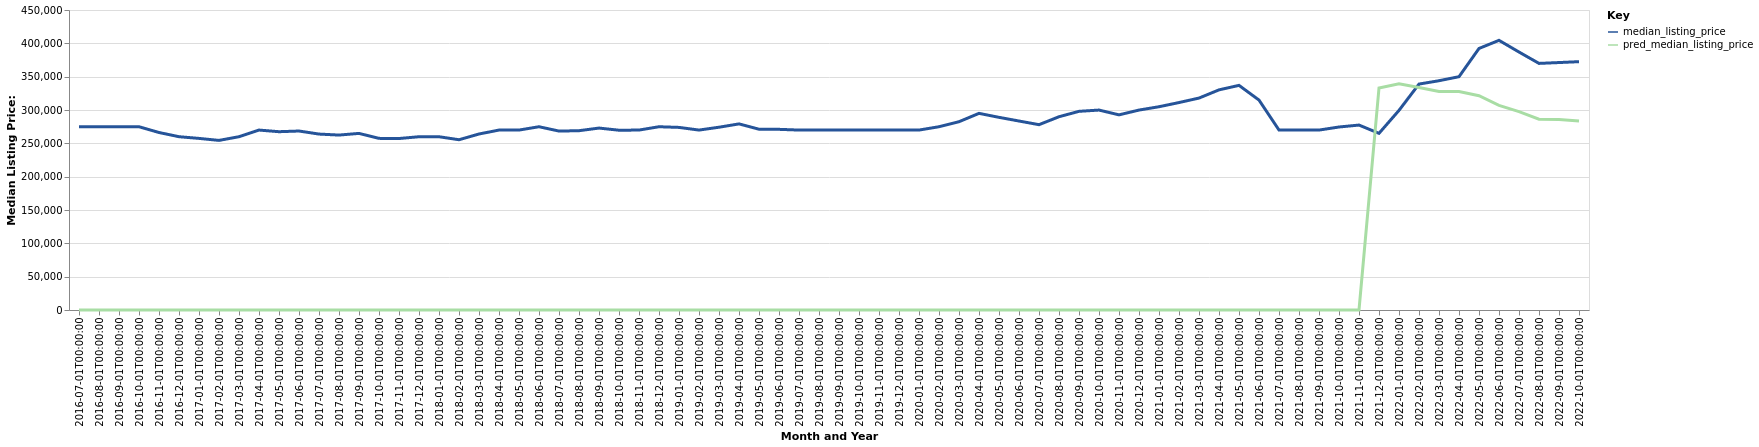 450,000
400,000
350,000
300,000
250,000
200,000
150,000
100,000
50,000
0
Median Listing Price:
2016-07-01T00:00:00
2016-08-01T00:00:00
2016-09-01T00:00:00
2016-10-01T00:00:00
2016-11-01T00:00:00
2016-12-01T00:00:00
2017-01-01T00:00:00
2017-02-01T00:00:00
2017-03-01T00:00:00
2017-04-01T00:00:00
2017-05-01T00:00:00
2017-06-01T00:00:00
2017-07-01T00:00:00
2017-08-01T00:00:00
2017-09-01T00:00:00
2017-10-01T00:00:00
2017-11-01T00:00:00
2017-12-01T00:00:00
2018-01-01T00:00:00
2018-02-01T00:00:00
2018-03-01T00:00:00
2018-04-01T00:00:00
2018-05-01T00:00:00
2018-06-01T00:00:00
2018-07-01T00:00:00
2018-08-01T00:00:00
2018-09-01T00:00:00
2018-10-01T00:00:00
2018-11-01T00:00:00
2018-12-01T00:00:00
2019-01-01T00:00:00
2019-02-01T00:00:00
2019-03-01T00:00:00
2019-04-01T00:00:00
2019-05-01T00:00:00
2019-06-01T00:00:00
2019-07-01T00:00:00
2019-08-01T00:00:00
2019-09-01T00:00:00
2019-10-01T00:00:00
2019-11-01T00:00:00
2019-12-01T00:00:00
2020-01-01T00:00:00
2020-02-01T00:00:00
2020-03-01T00:00:00
2020-04-01T00:00:00
2020-05-01T00:00:00
2020-06-01T00:00:00
2020-07-01T00:00:00
2020-08-01T00:00:00
2020-09-01T00:00:00
2020-10-01T00:00:00
2020-11-01T00:00:00
2020-12-01T00:00:00
2021-01-01T00:00:00
2021-02-01T00:00:00
2021-03-01T00:00:00
2021-04-01T00:00:00
2021-05-01T00:00:00
2021-06-01T00:00:00
2021-07-01T00:00:00
2021-08-01T00:00:00
2021-09-01T00:00:00
2021-10-01T00:00:00
2021-11-01T00:00:00
2021-12-01T00:00:00
2022-01-01T00:00:00
2022-02-01T00:00:00
2022-03-01T00:00:00
2022-04-01T00:00:00
2022-05-01T00:00:00
2022-06-01T00:00:00
2022-07-01T00:00:00
2022-08-01T00:00:00
2022-09-01T00:00:00
2022-10-01T00:00:00
Month and Year
Key
median_listing_price
pred_median_listing_price